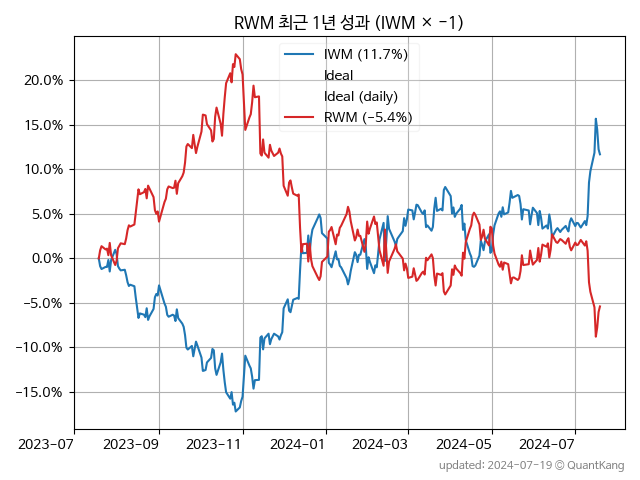 RWM 최근 1년 성과 (IWM × −1)
IWM (11.7%)
Ideal
Ideal (daily)
RWM (−5.4%)
20.0%
15.0%
10.0%
5.0%
0.0%
−5.0%
−10.0%
−15.0%
2023-07 2023-09 2023-11 2024-01 2024-03 2024-05 2024-07
updated: 2024-07-19 © QuantKang